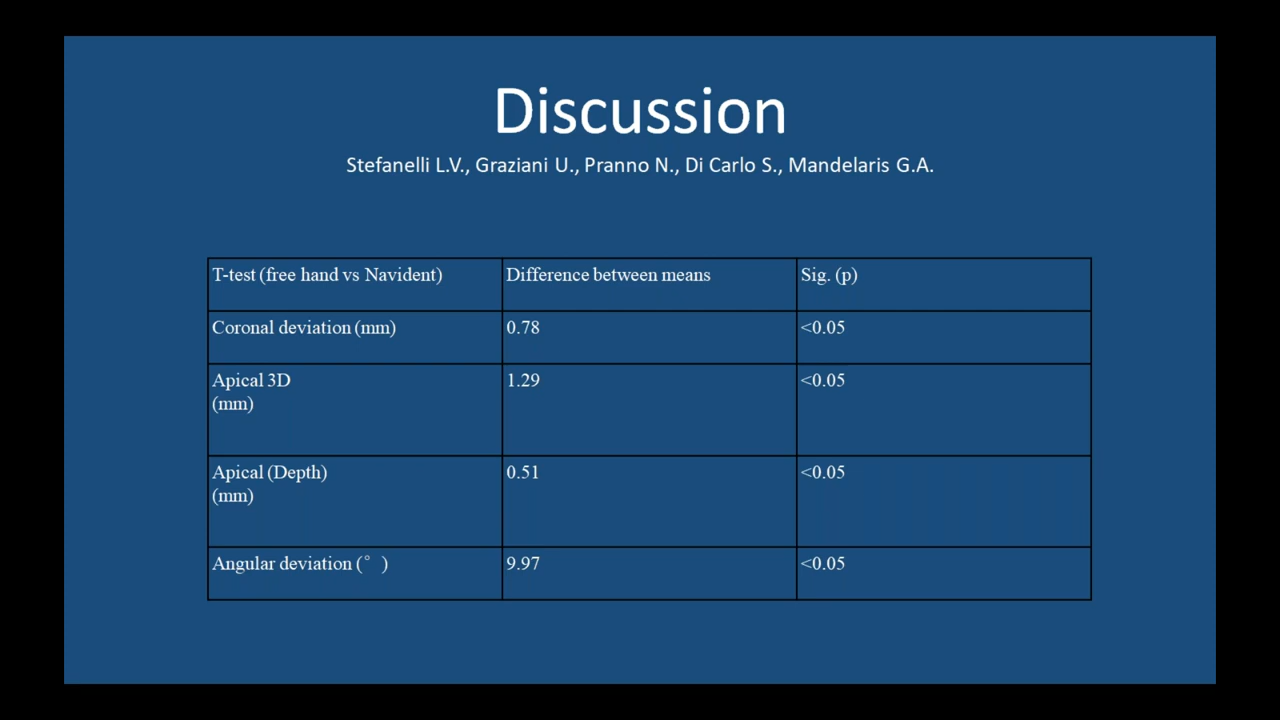 Discussion
Stefanelli L.V., Graziani U., Pranno N., Di Carlo S., Mandelaris G.A.
T-test (free hand vs Navident) Difference between means Sig. (p)
Coronal deviation (mm) 0.78 <0.05
Apical 3D 1.29 <0.05
(mm)
Apical (Depth) 0.51 <0.05
(mm)
Angular deviation (° ) 9.97 <0.05